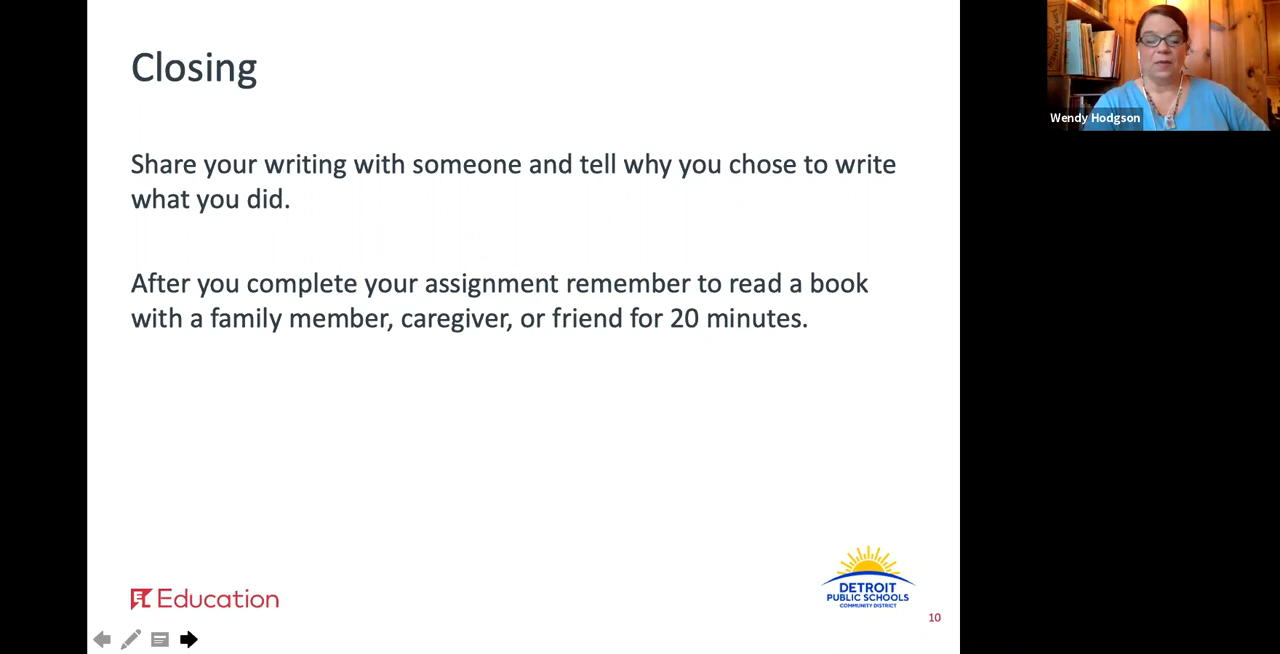 Closing
Share your writing with someone and tell why you chose to write
what you did.
After you complete your assignment remember to read a book
with a family member, caregiver, or friend for 20 minutes.
EL Education
DETROIT
PUBLIC SCHOOLS
COMMUNITY DISTRICT
10
Wendy Hodgson